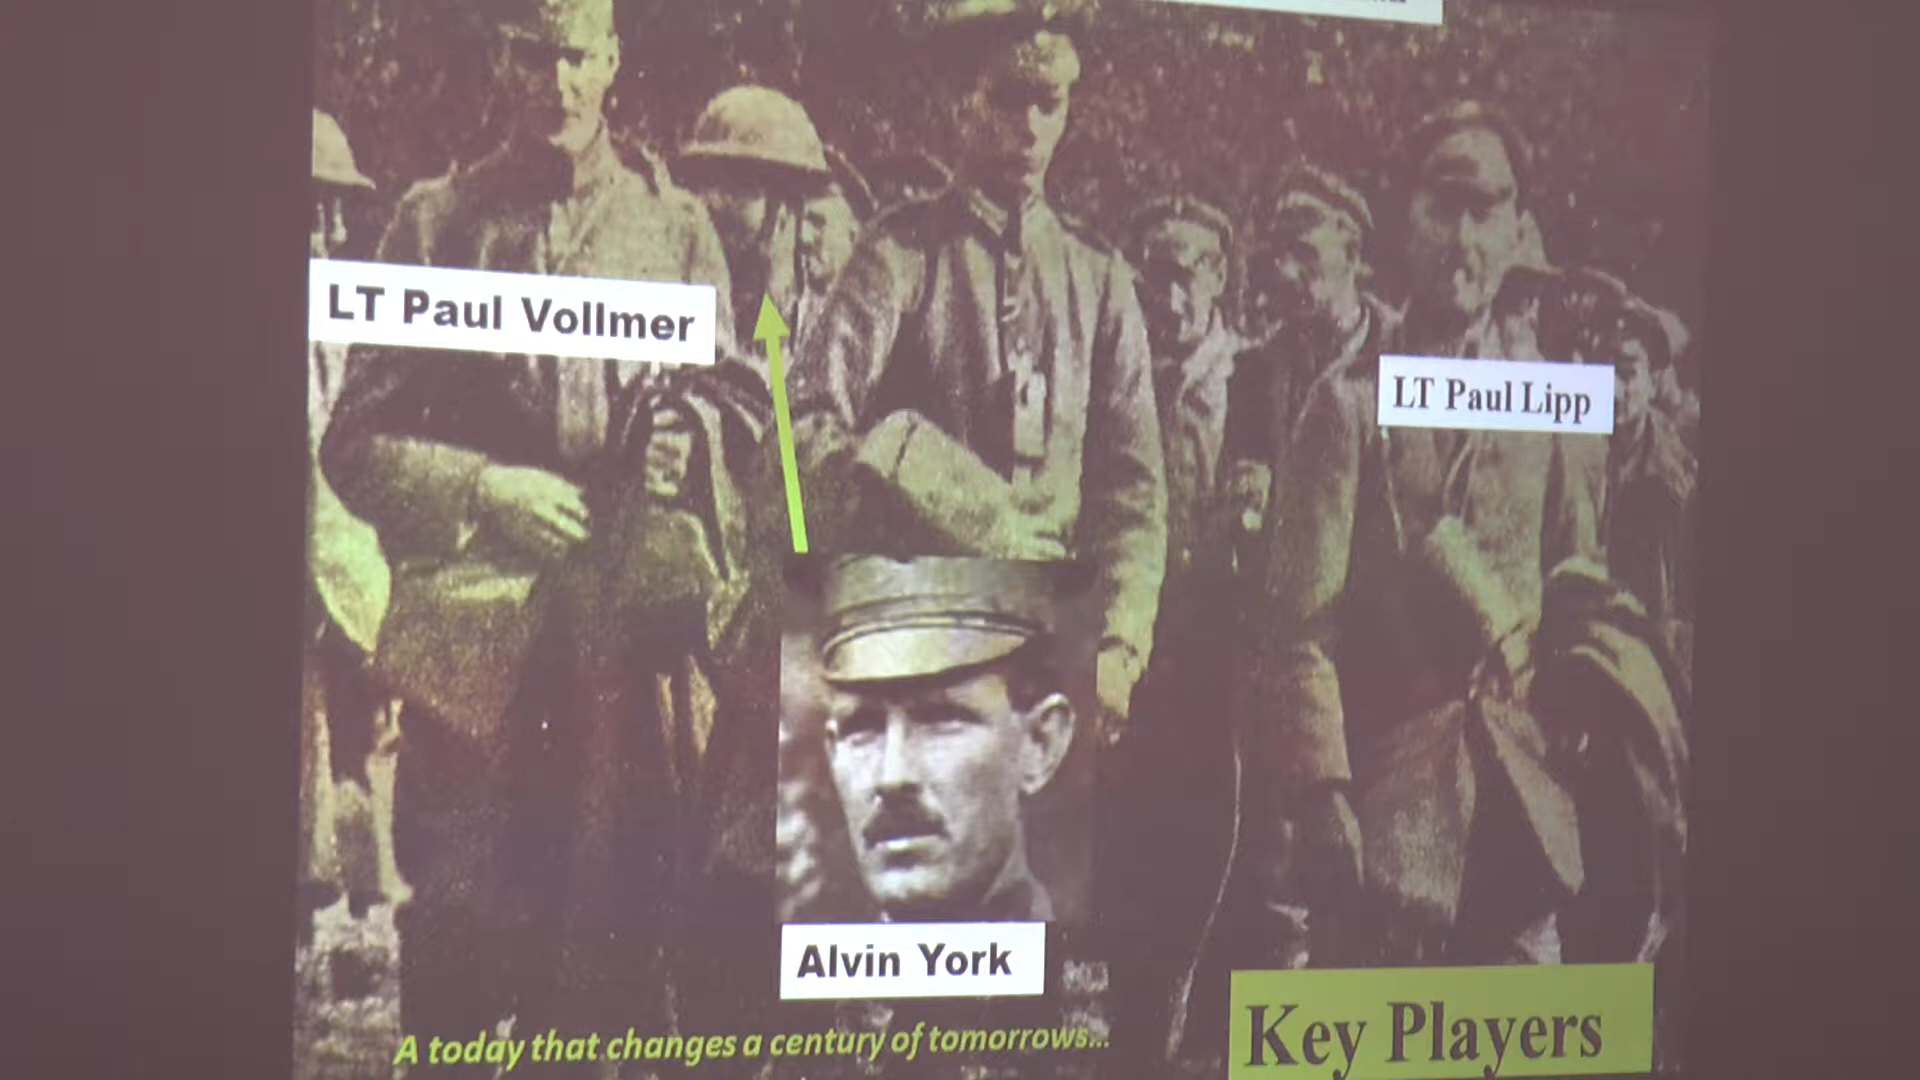 LT Paul Vollmer
LT Paul Lipp
Alvin York
A today that changes a century of tomorrows...
Key Players